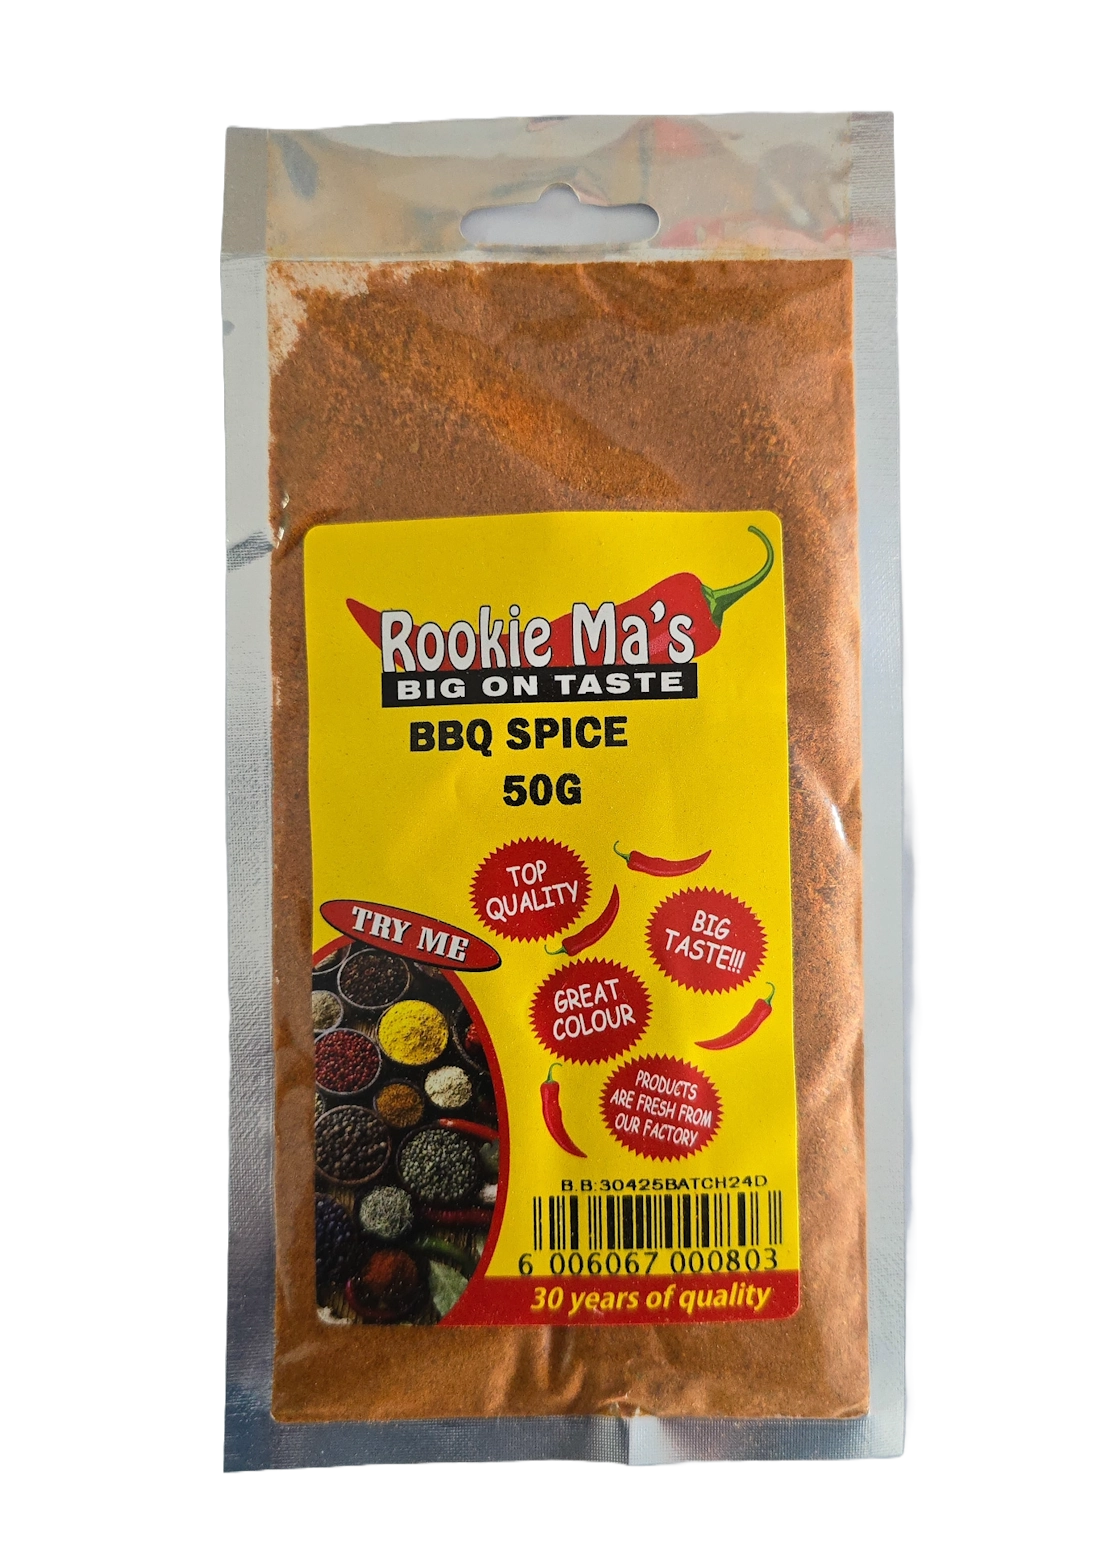 Rookie Ma's
BIG ON TASTE
BBQ SPICE
50G
TOP
QUALITY
BIG
TASTE!!!
TRY ME
GREAT
COLOUR
PRODUCTS
ARE FRESH FROM
OUR FACTORY
B.B:30425BATCH24D
6 006067 000803
30 years of quality